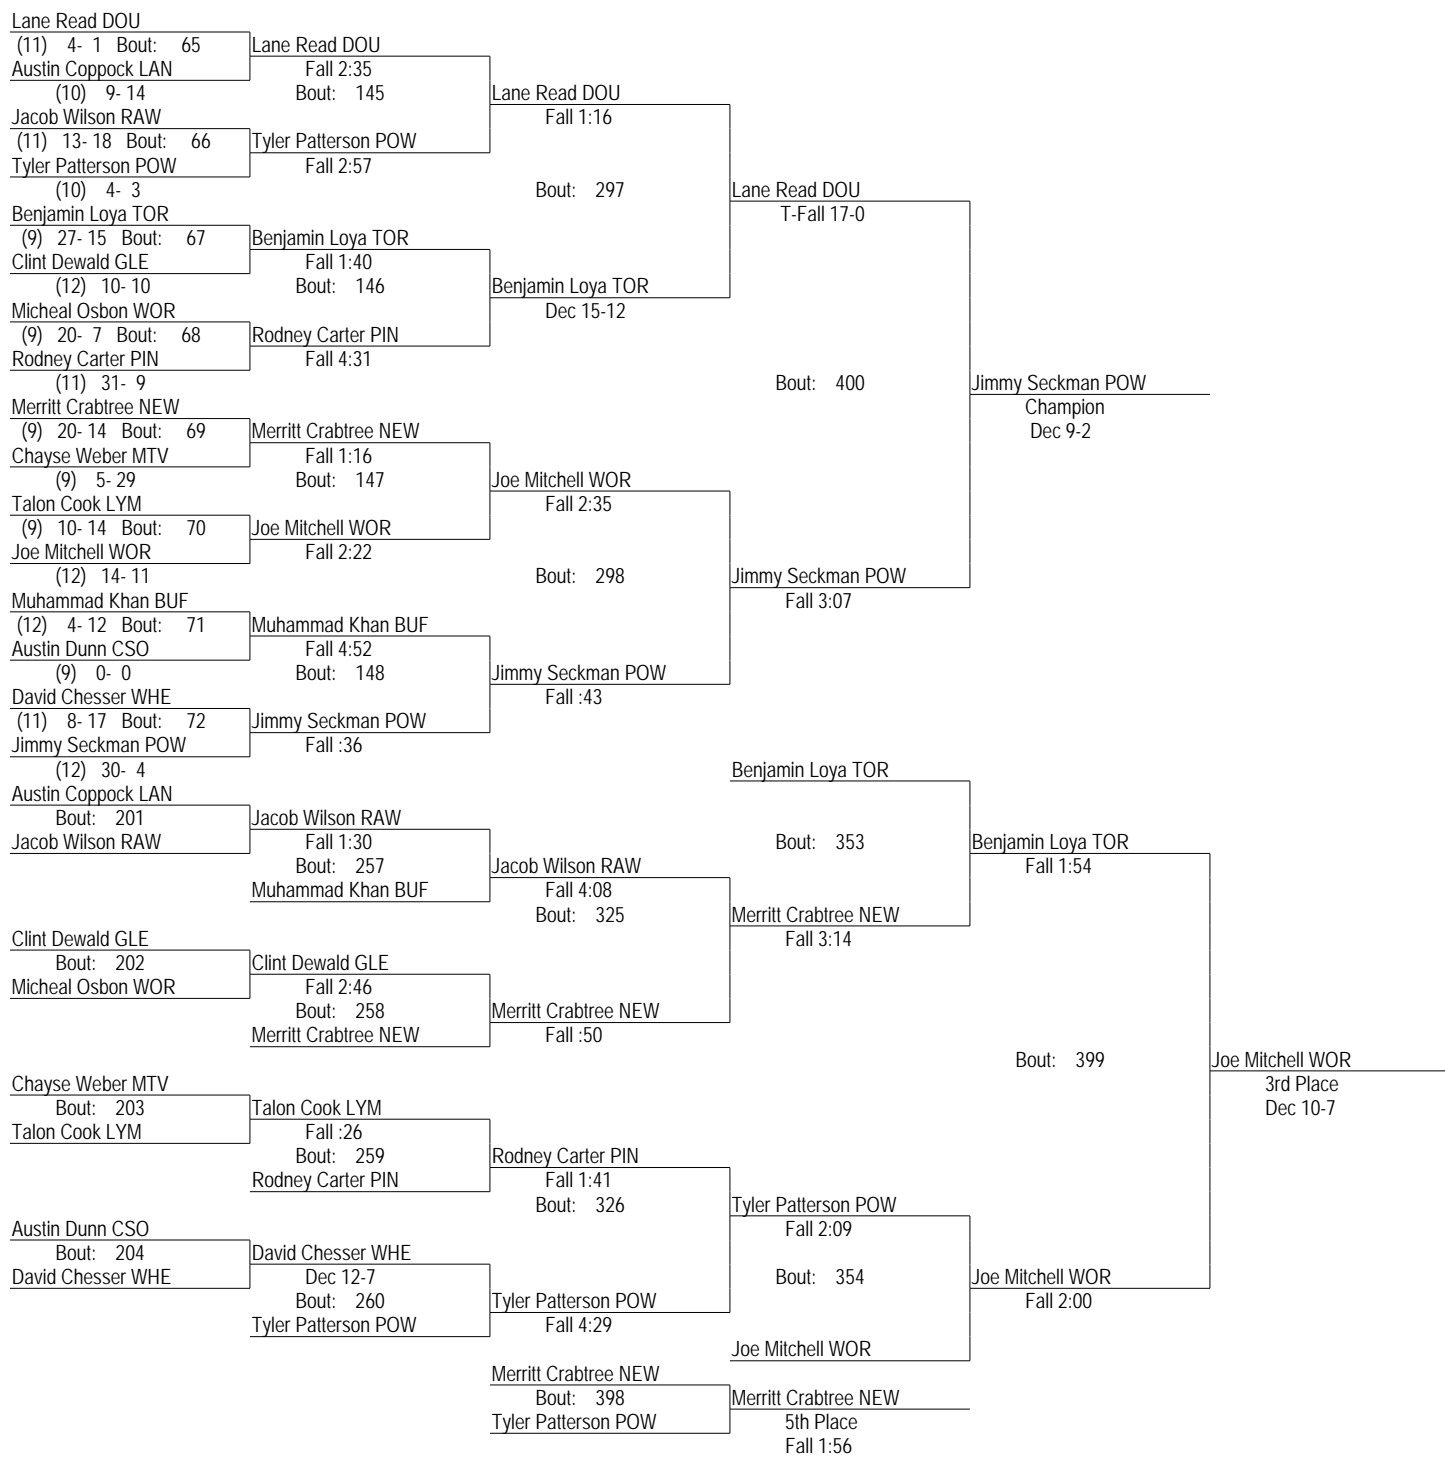 Lane Read DOU
(11) 4- 1 Bout: 65 Lane Read DOU
Austin Coppock LAN Fall 2:35
(10) 9- 14 Bout: 145 Lane Read DOU
Jacob Wilson RAW Fall 1:16
(11) 13- 18 Bout: 66 Tyler Patterson POW
Tyler Patterson POW Fall 2:57
(10) 4- 3 Bout: 297 Lane Read DOU
Benjamin Loya TOR T-Fall 17-0
(9) 27- 15 Bout: 67 Benjamin Loya TOR
Clint Dewald GLE Fall 1:40
(12) 10- 10 Bout: 146 Benjamin Loya TOR
Micheal Osbon WOR Dec 15-12
(9) 20- 7 Bout: 68 Rodney Carter PIN
Rodney Carter PIN Fall 4:31
(11) 31- 9 Bout: 400 Jimmy Seckman POW
Merritt Crabtree NEW Champion
(9) 20- 14 Bout: 69 Merritt Crabtree NEW Dec 9-2
Chayse Weber MTV Fall 1:16
(9) 5- 29 Bout: 147 Joe Mitchell WOR
Talon Cook LYM Fall 2:35
(9) 10- 14 Bout: 70 Joe Mitchell WOR
Joe Mitchell WOR Fall 2:22
(12) 14- 11 Bout: 298 Jimmy Seckman POW
Muhammad Khan BUF Fall 3:07
(12) 4- 12 Bout: 71 Muhammad Khan BUF
Austin Dunn CSO Fall 4:52
(9) 0- 0 Bout: 148 Jimmy Seckman POW
David Chesser WHE Fall :43
(11) 8- 17 Bout: 72 Jimmy Seckman POW
Jimmy Seckman POW Fall :36
(12) 30- 4 Benjamin Loya TOR
Austin Coppock LAN
Bout: 201 Jacob Wilson RAW
Jacob Wilson RAW Fall 1:30 Bout: 353 Benjamin Loya TOR
Bout: 257 Jacob Wilson RAW Fall 1:54
Muhammad Khan BUF Fall 4:08
Bout: 325 Merritt Crabtree NEW
Clint Dewald GLE Fall 3:14
Bout: 202 Clint Dewald GLE
Micheal Osbon WOR Fall 2:46
Bout: 258 Merritt Crabtree NEW
Merritt Crabtree NEW Fall :50
Bout: 399 Joe Mitchell WOR
Chayse Weber MTV 3rd Place
Bout: 203 Talon Cook LYM Dec 10-7
Talon Cook LYM Fall :26
Bout: 259 Rodney Carter PIN
Rodney Carter PIN Fall 1:41
Bout: 326 Tyler Patterson POW
Austin Dunn CSO Fall 2:09
Bout: 204 David Chesser WHE
David Chesser WHE Dec 12-7 Bout: 354 Joe Mitchell WOR
Bout: 260 Tyler Patterson POW Fall 2:00
Tyler Patterson POW Fall 4:29
Joe Mitchell WOR
Merritt Crabtree NEW
Bout: 398 Merritt Crabtree NEW
Tyler Patterson POW 5th Place
Fall 1:56